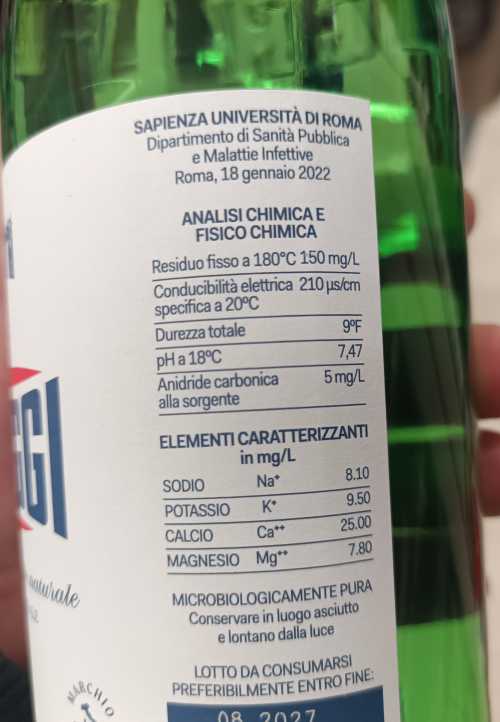 SAPIENZA UNIVERSITÀ DI ROMA
Dipartimento di Sanità Pubblica
e Malattie Infettive
Roma, 18 gennaio 2022
ANALISI CHIMICA E
FISICO CHIMICA
Residuo fisso a 180°C 150 mg/L
Conducibilità elettrica 210 µs/cm
specifica a 20°C
Durezza totale 9°F
pH a 18°C 7,47
Anidride carbonica 5 mg/L
alla sorgente
ELEMENTI CARATTERIZZANTI
in mg/L
SODIO Na⁺ 8.10
POTASSIO K⁺ 9.50
CALCIO Ca⁺⁺ 25.00
MAGNESIO Mg⁺⁺ 7.80
MICROBIOLOGICAMENTE PURA
Conservare in luogo asciutto
e lontano dalla luce
LOTTO DA CONSUMARSI
PREFERIBILMENTE ENTRO FINE:
08 2027
GGI
naturale
MARCHIO